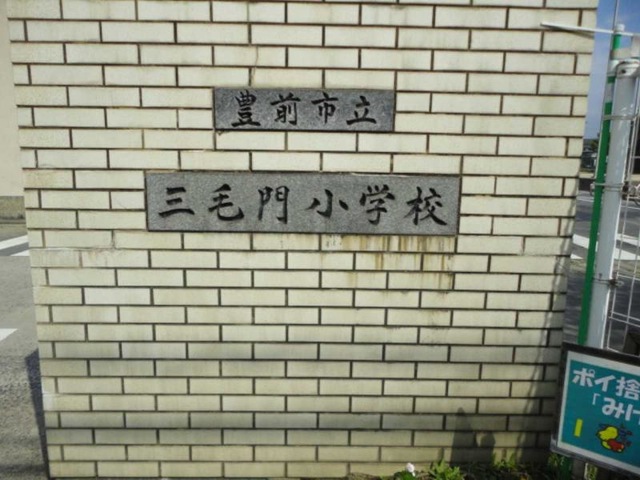 豊前市立
三毛門小学校
ポイ捨
「みけ